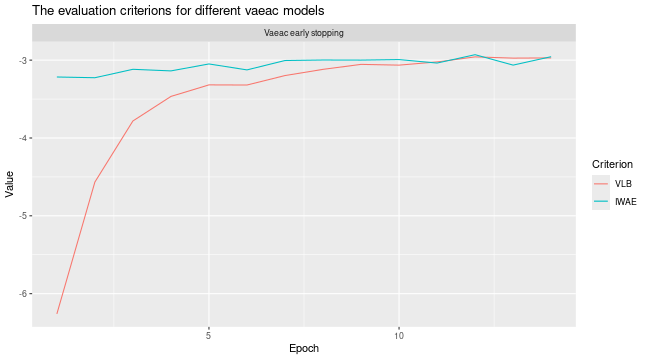 The evaluation criterions for different vaeac models
Vaeac early stopping
-3
-4
-5
-6
Value
5
10
Epoch
Criterion
VLB
IWAE